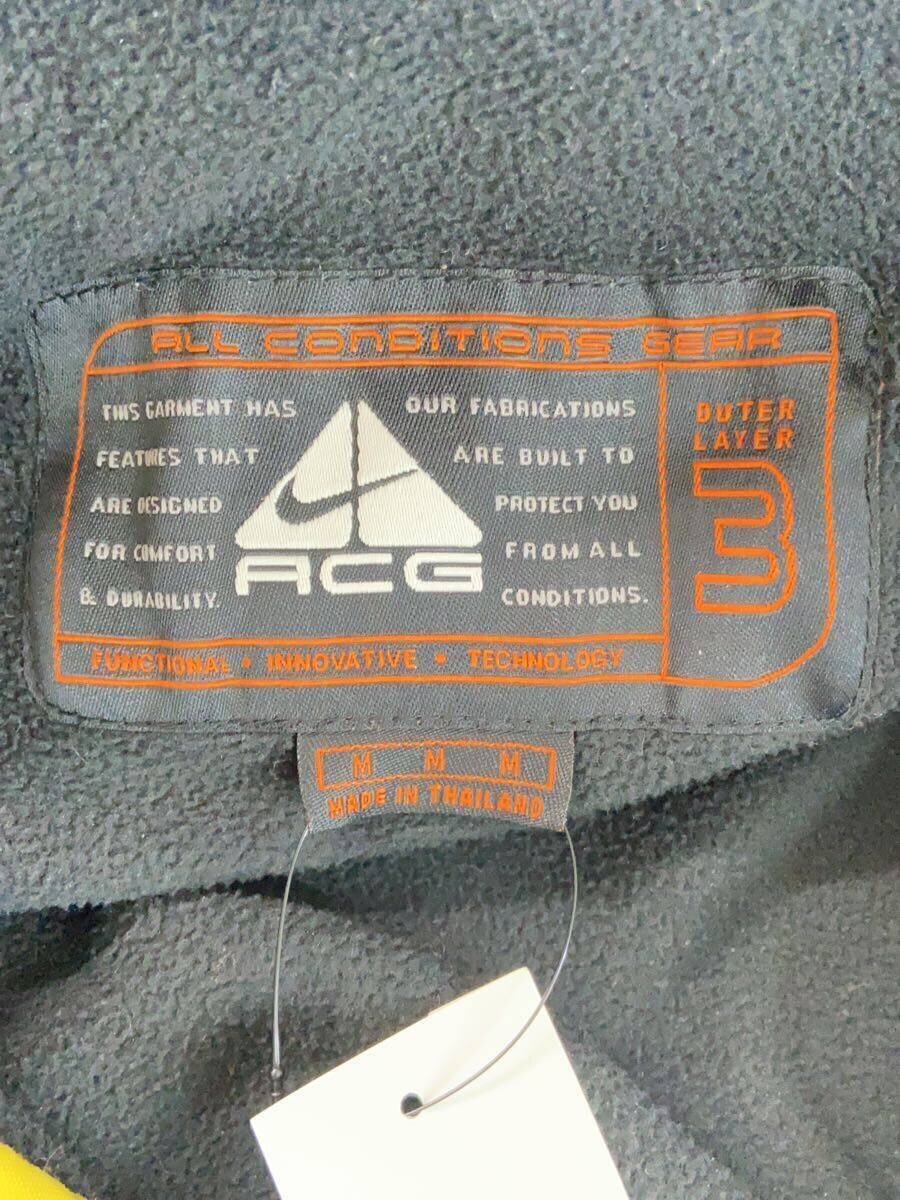 ALL CONDITIONS GEAR
THIS GARMENT HAS
FEATURES THAT
ARE DESIGNED
FOR COMFORT
& DURABILITY.
ACG
OUR FABRICATIONS
ARE BUILT TO
PROTECT YOU
FROM ALL
CONDITIONS.
OUTER
LAYER
3
FUNCTIONAL • INNOVATIVE • TECHNOLOGY
M M M
MADE IN THAILAND